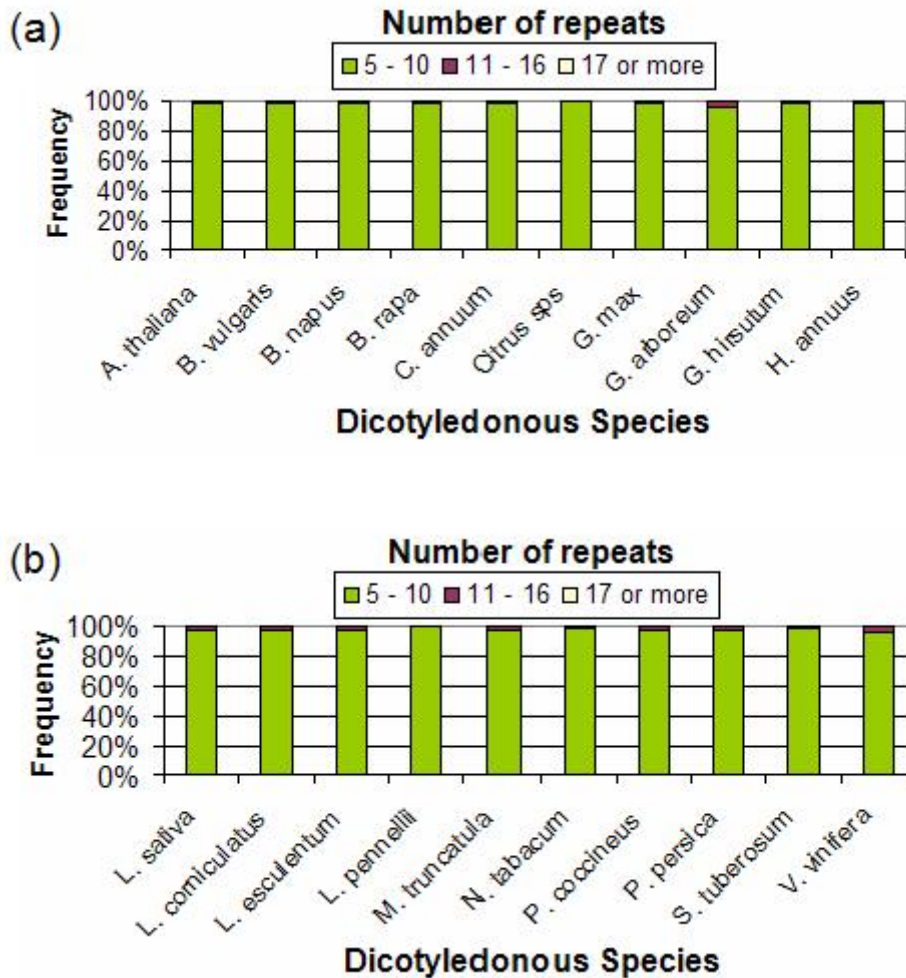 (a)
Number of repeats
5 - 10 11 - 16 17 or more
Frequency
100%
80%
60%
40%
20%
0%
A. thaliana
B. vulgaris
B. napus
B. rapa
C. annuum
Citrus sps
G. max
G. arboreum
G. hirsutum
H. annuus
Dicotyledonous Species
(b)
Number of repeats
5 - 10 11 - 16 17 or more
Frequency
100%
80%
60%
40%
20%
0%
L. sativa
L. corniculatus
L. esculentum
L. pennellii
M. truncatula
N. tabacum
P. coccineus
P. persica
S. tuberosum
V. vinifera
Dicotyledonous Species